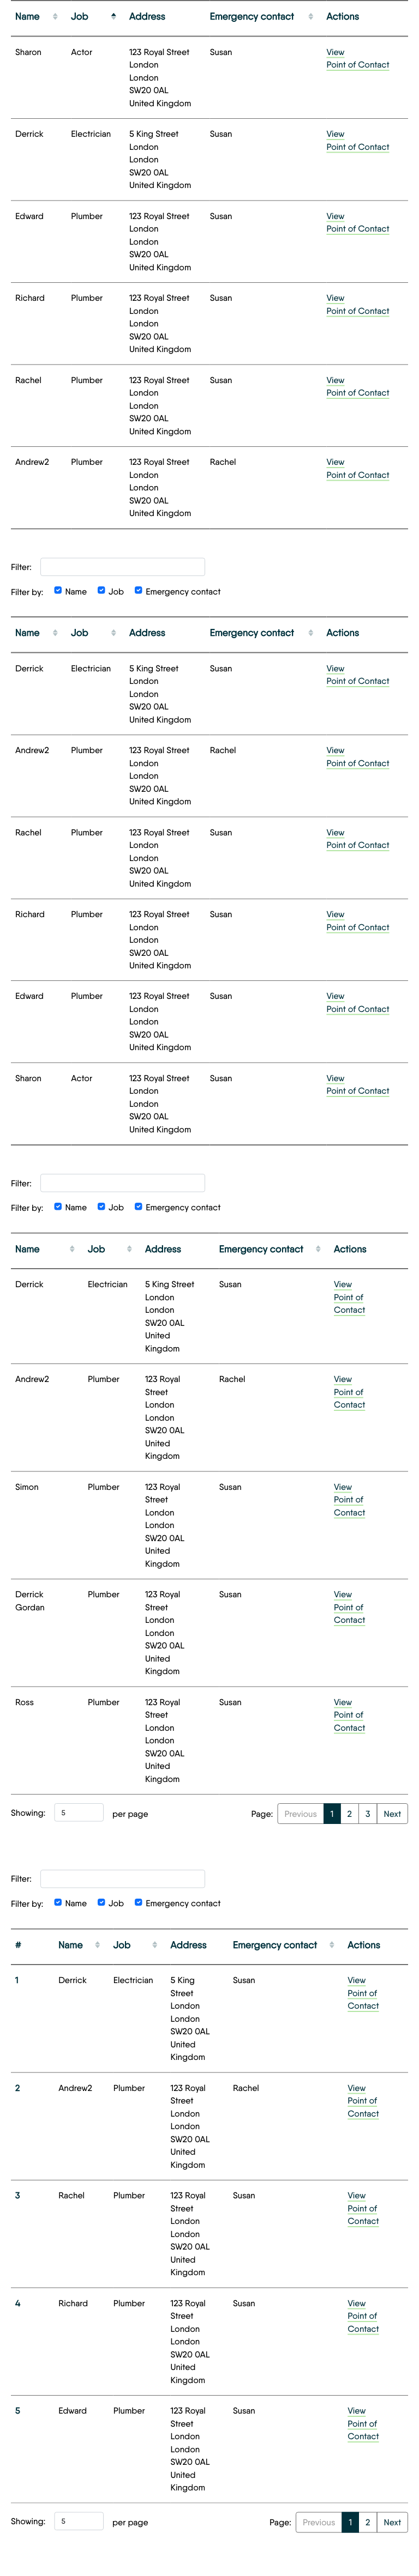 Name Job Address Emergency contact Actions
Sharon Actor 123 Royal Street Susan View
London Point of Contact
London
SW20 0AL
United Kingdom
Derrick Electrician 5 King Street Susan View
London Point of Contact
London
SW20 0AL
United Kingdom
Edward Plumber 123 Royal Street Susan View
London Point of Contact
London
SW20 0AL
United Kingdom
Richard Plumber 123 Royal Street Susan View
London Point of Contact
London
SW20 0AL
United Kingdom
Rachel Plumber 123 Royal Street Susan View
London Point of Contact
London
SW20 0AL
United Kingdom
Andrew2 Plumber 123 Royal Street Rachel View
London Point of Contact
London
SW20 0AL
United Kingdom
Filter:
Filter by: Name Job Emergency contact
Name Job Address Emergency contact Actions
Derrick Electrician 5 King Street Susan View
London Point of Contact
London
SW20 0AL
United Kingdom
Andrew2 Plumber 123 Royal Street Rachel View
London Point of Contact
London
SW20 0AL
United Kingdom
Rachel Plumber 123 Royal Street Susan View
London Point of Contact
London
SW20 0AL
United Kingdom
Richard Plumber 123 Royal Street Susan View
London Point of Contact
London
SW20 0AL
United Kingdom
Edward Plumber 123 Royal Street Susan View
London Point of Contact
London
SW20 0AL
United Kingdom
Sharon Actor 123 Royal Street Susan View
London Point of Contact
London
SW20 0AL
United Kingdom
Filter:
Filter by: Name Job Emergency contact
Name Job Address Emergency contact Actions
Derrick Electrician 5 King Street Susan View
London Point of
London Contact
SW20 0AL
United
Kingdom
Andrew2 Plumber 123 Royal Rachel View
Street Point of
London Contact
London
SW20 0AL
United
Kingdom
Simon Plumber 123 Royal Susan View
Street Point of
London Contact
London
SW20 0AL
United
Kingdom
Derrick Plumber 123 Royal Susan View
Gordan Street Point of
London Contact
London
SW20 0AL
United
Kingdom
Ross Plumber 123 Royal Susan View
Street Point of
London Contact
London
SW20 0AL
United
Kingdom
Showing: 5 per page Page: Previous 1 2 3 Next
Filter:
Filter by: Name Job Emergency contact
# Name Job Address Emergency contact Actions
1 Derrick Electrician 5 King Susan View
Street Point of
London Contact
London
SW20 0AL
United
Kingdom
2 Andrew2 Plumber 123 Royal Rachel View
Street Point of
London Contact
London
SW20 0AL
United
Kingdom
3 Rachel Plumber 123 Royal Susan View
Street Point of
London Contact
London
SW20 0AL
United
Kingdom
4 Richard Plumber 123 Royal Susan View
Street Point of
London Contact
London
SW20 0AL
United
Kingdom
5 Edward Plumber 123 Royal Susan View
Street Point of
London Contact
London
SW20 0AL
United
Kingdom
Showing: 5 per page Page: Previous 1 2 Next